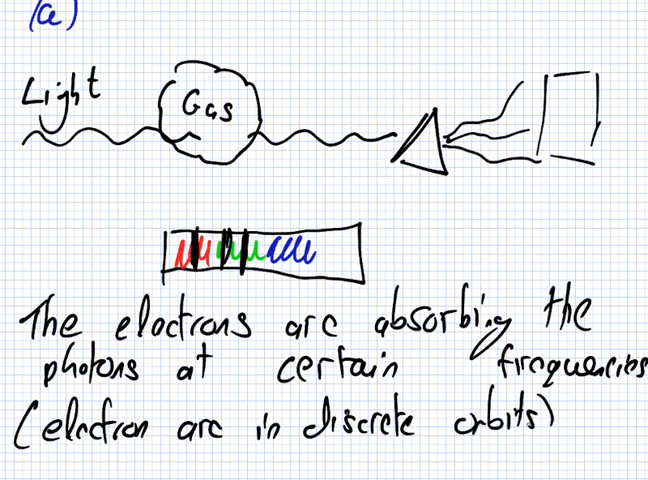 (a)
Light
Gas
The electrons are absorbing the
photons at certain frequencies
(electron are in discrete orbits)